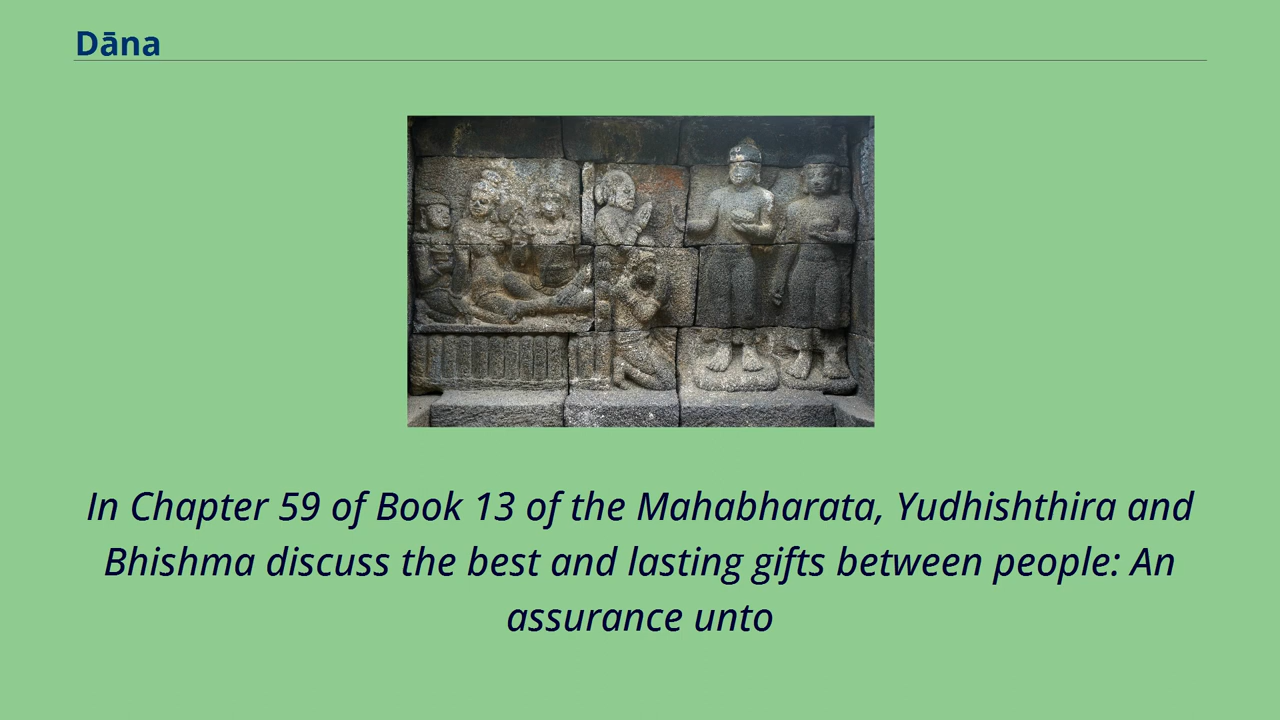 Dāna
In Chapter 59 of Book 13 of the Mahabharata, Yudhishthira and
Bhishma discuss the best and lasting gifts between people: An
assurance unto